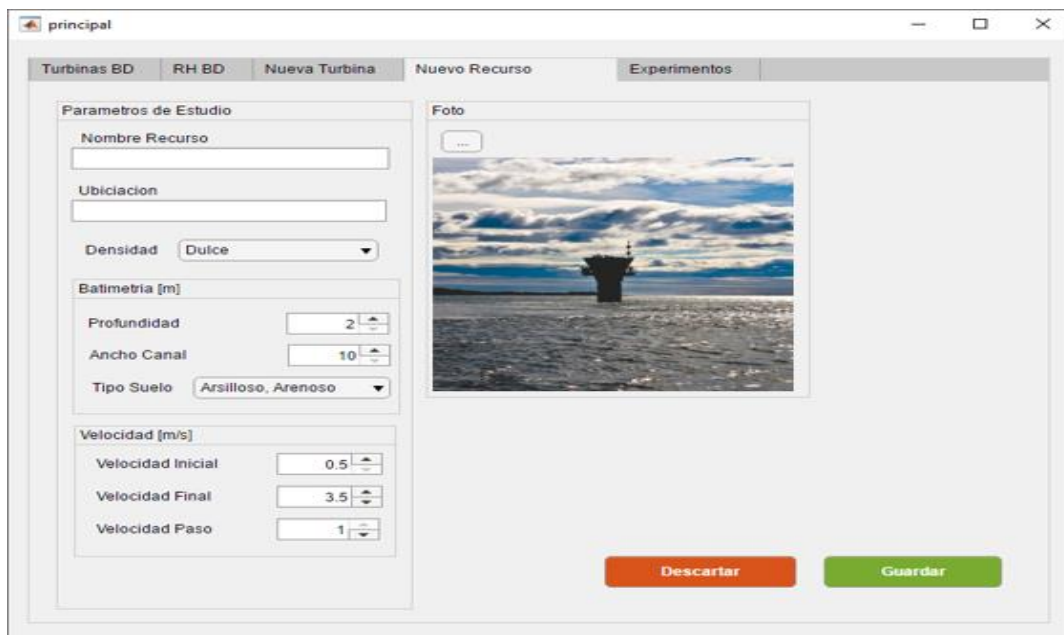 principal
Turbinas BD RH BD Nueva Turbina Nuevo Recurso Experimentos
Parametros de Estudio
Nombre Recurso
Ubiciacion
Densidad Dulce
Batimetria [m]
Profundidad 2
Ancho Canal 10
Tipo Suelo Arsilloso, Arenoso
Velocidad [m/s]
Velocidad Inicial 0.5
Velocidad Final 3.5
Velocidad Paso 1
Foto
...
Descartar Guardar